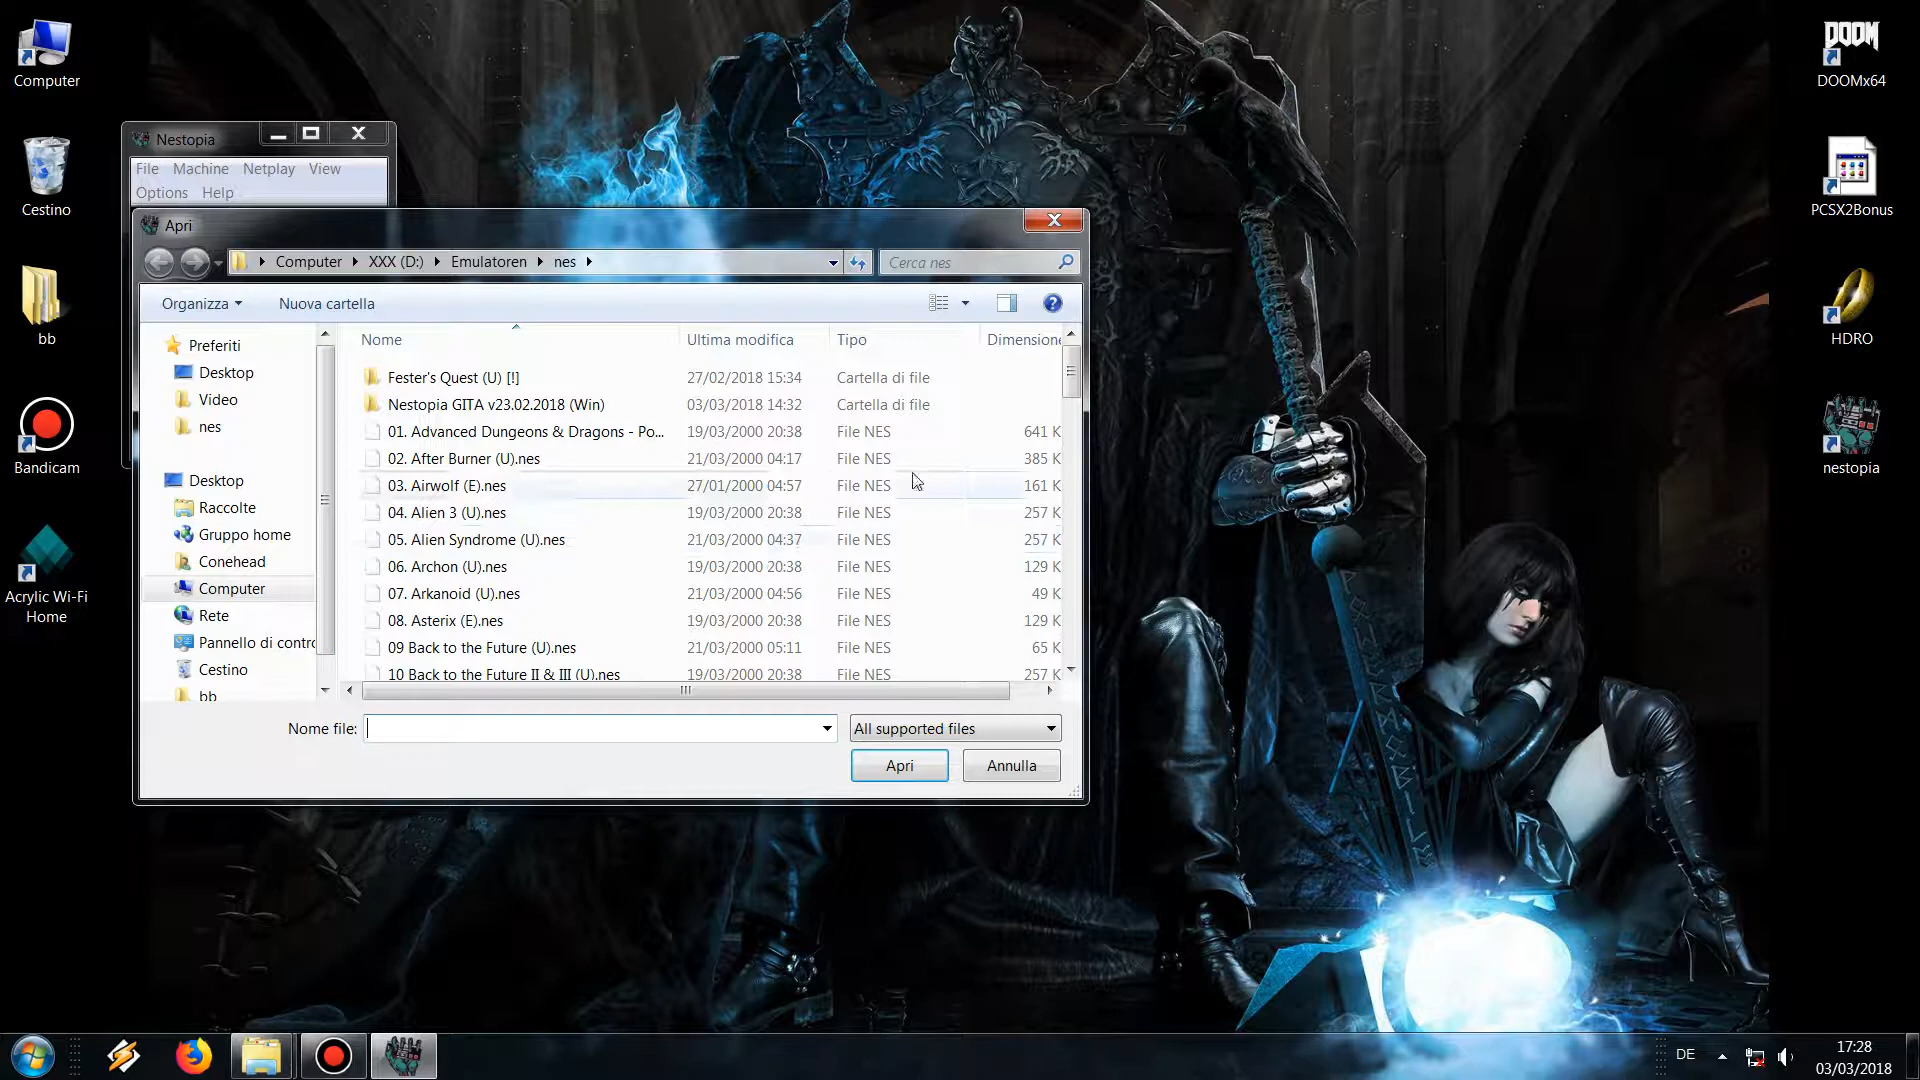 Computer
Cestino
bb
Bandicam
Acrylic Wi-Fi
Home
DOOM
DOOMx64
PCSX2Bonus
HDRO
nestopia
Nestopia
File Machine Netplay View
Options Help
Apri
Computer XXX (D:) Emulatoren nes
Cerca nes
Organizza Nuova cartella
Preferiti
Desktop
Video
nes
Desktop
Raccolte
Gruppo home
Conehead
Computer
Rete
Pannello di contro
Cestino
bb
Nome Ultima modifica Tipo Dimensione
Fester's Quest (U) [!] 27/02/2018 15:34 Cartella di file
Nestopia GITA v23.02.2018 (Win) 03/03/2018 14:32 Cartella di file
01. Advanced Dungeons & Dragons - Po... 19/03/2000 20:38 File NES 641 K
02. After Burner (U).nes 21/03/2000 04:17 File NES 385 K
03. Airwolf (E).nes 27/01/2000 04:57 File NES 161 K
04. Alien 3 (U).nes 19/03/2000 20:38 File NES 257 K
05. Alien Syndrome (U).nes 21/03/2000 04:37 File NES 257 K
06. Archon (U).nes 19/03/2000 20:38 File NES 129 K
07. Arkanoid (U).nes 21/03/2000 04:56 File NES 49 K
08. Asterix (E).nes 19/03/2000 20:38 File NES 129 K
09 Back to the Future (U).nes 21/03/2000 05:11 File NES 65 K
10 Back to the Future II & III (U).nes 19/03/2000 20:38 File NES 257 K
Nome file: All supported files
Apri Annulla
DE
17:28
03/03/2018